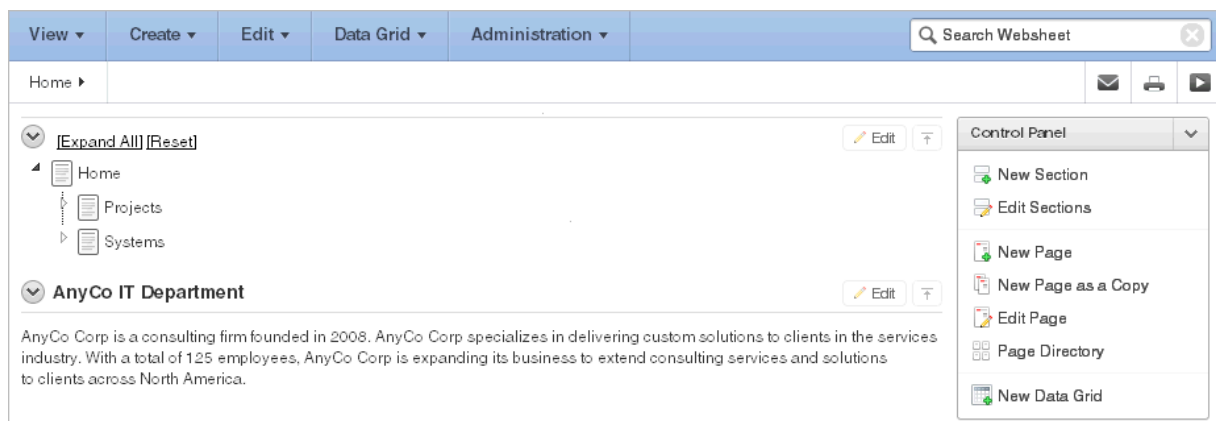 View Create Edit Data Grid Administration Search Websheet
Home
[Expand All] [Reset] Edit
Home
Projects
Systems
AnyCo IT Department Edit
AnyCo Corp is a consulting firm founded in 2008. AnyCo Corp specializes in delivering custom solutions to clients in the services
industry. With a total of 125 employees, AnyCo Corp is expanding its business to extend consulting services and solutions
to clients across North America.
Control Panel
New Section
Edit Sections
New Page
New Page as a Copy
Edit Page
Page Directory
New Data Grid